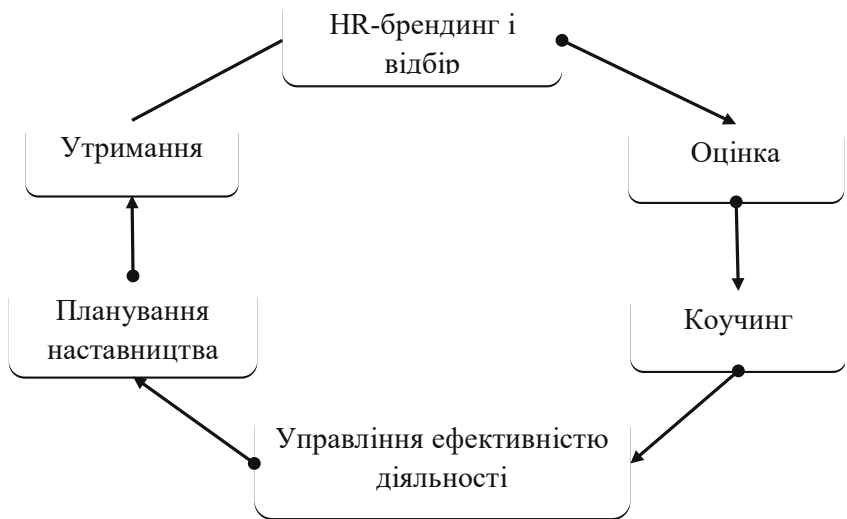 HR-брендинг і
відбір
Утримання
Оцінка
Планування
наставництва
Коучинг
Управління ефективністю
діяльності